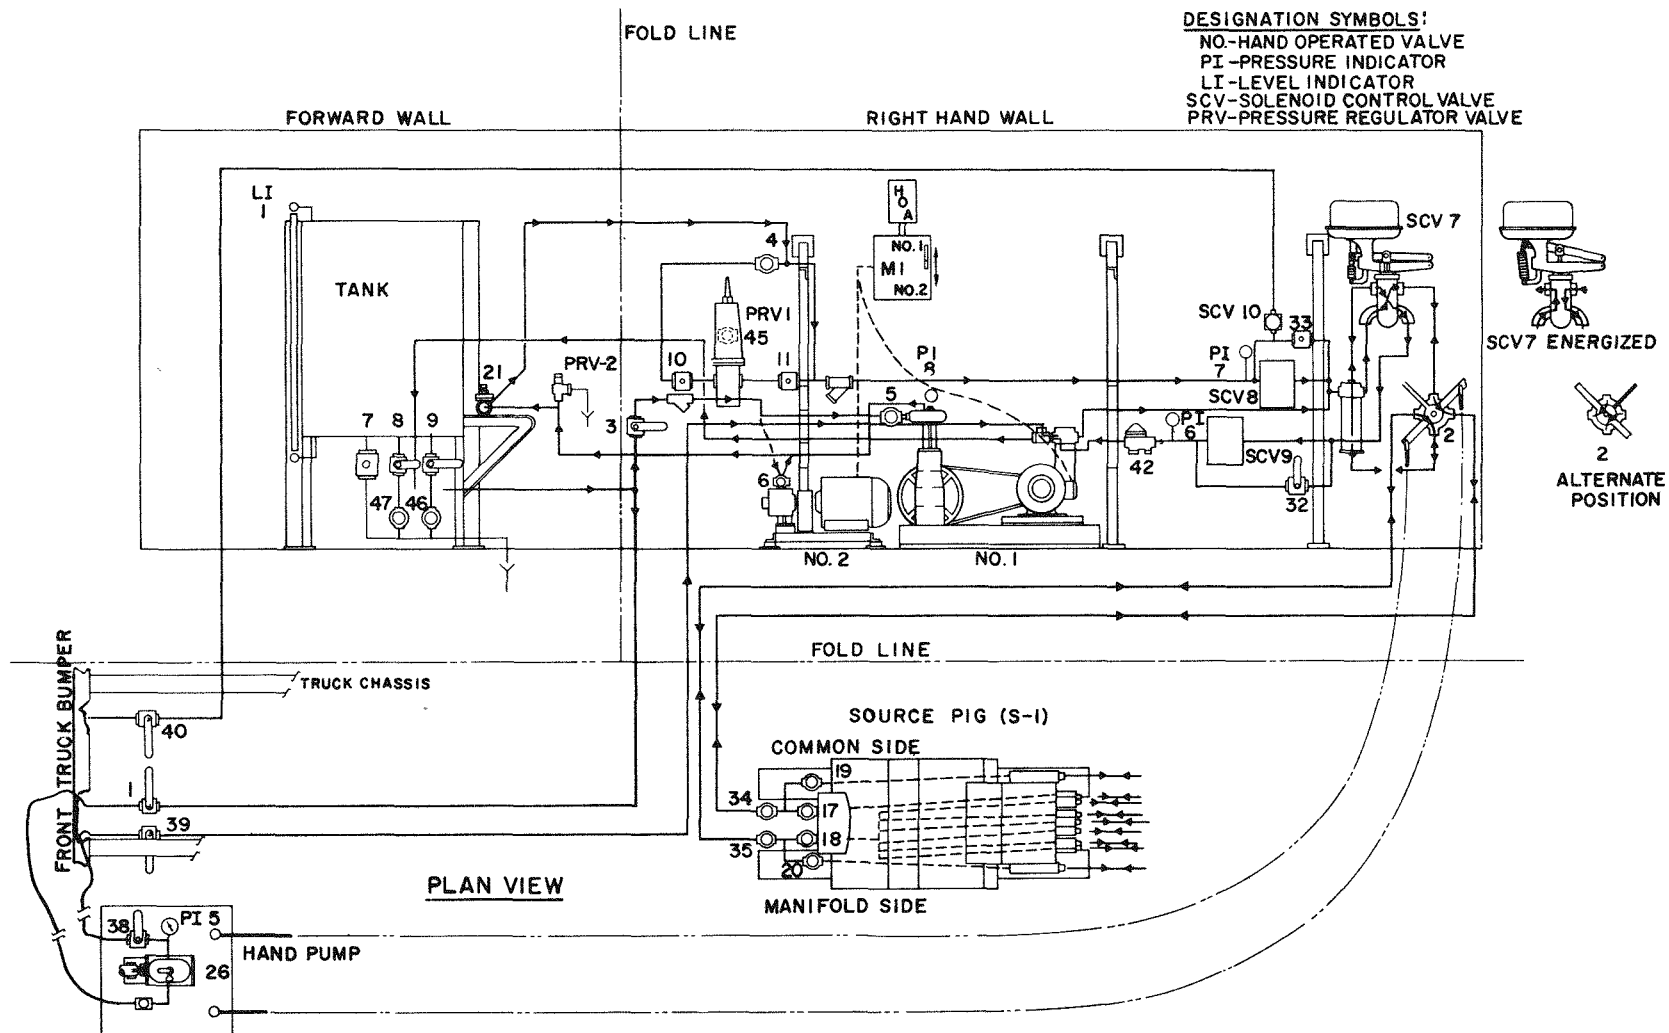 DESIGNATION SYMBOLS:
NO.-HAND OPERATED VALVE
PI-PRESSURE INDICATOR
LI-LEVEL INDICATOR
SCV-SOLENOID CONTROL VALVE
PRV-PRESSURE REGULATOR VALVE
FOLD LINE
FORWARD WALL
RIGHT HAND WALL
LI
1
TANK
4
H
O
A
NO. 1
M1
NO. 2
SCV 7
SCV7 ENERGIZED
PRV 1
45
SCV 10
33
21
PRV-2
10
11
PI
8
PI
7
SCV8
5
3
7
8
9
PI
6
42
SCV9
2
2
ALTERNATE
POSITION
6
47
46
32
NO. 2
NO. 1
FOLD LINE
TRUCK CHASSIS
FRONT TRUCK BUMPER
40
1
39
SOURCE PIG (S-1)
COMMON SIDE
19
34
17
18
35
20
MANIFOLD SIDE
PLAN VIEW
38
PI 5
HAND PUMP
26